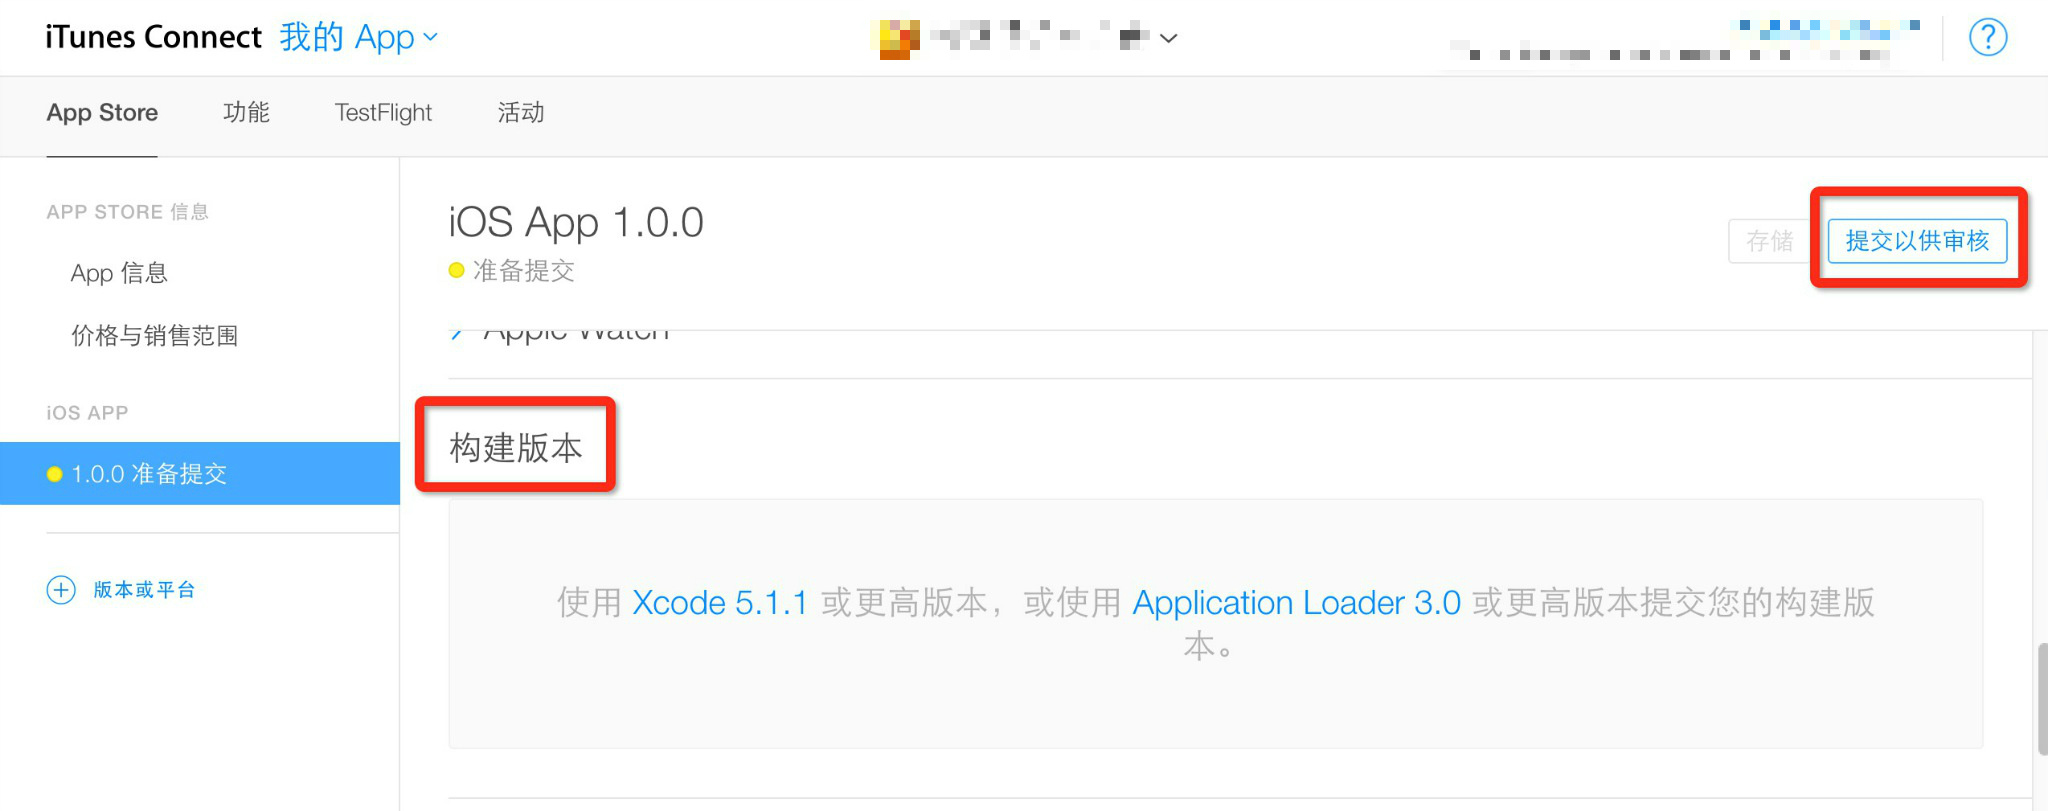 iTunes Connect 我的 App
?
App Store 功能 TestFlight 活动
APP STORE 信息
App 信息
价格与销售范围
iOS APP
1.0.0 准备提交
版本或平台
iOS App 1.0.0
准备提交
存储 提交以供审核
Apple Watch
构建版本
使用 Xcode 5.1.1 或更高版本，或使用 Application Loader 3.0 或更高版本提交您的构建版
本。